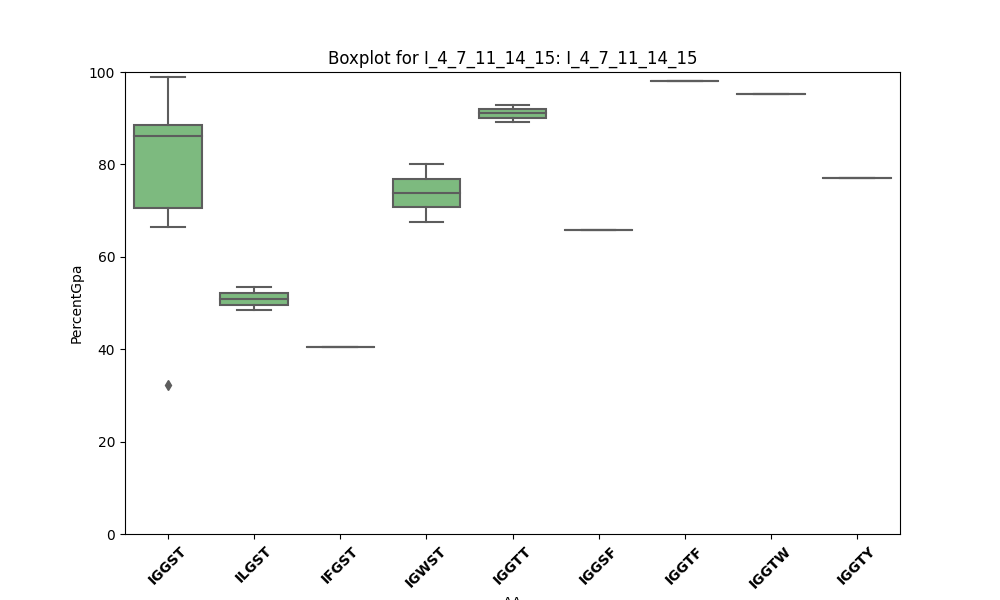 Boxplot for I_4_7_11_14_15: I_4_7_11_14_15
100
80
60
40
20
0
PercentGpa
IGGST
ILGST
IFGST
IGWST
IGGTT
IGGSF
IGGTF
IGGTW
IGGTY